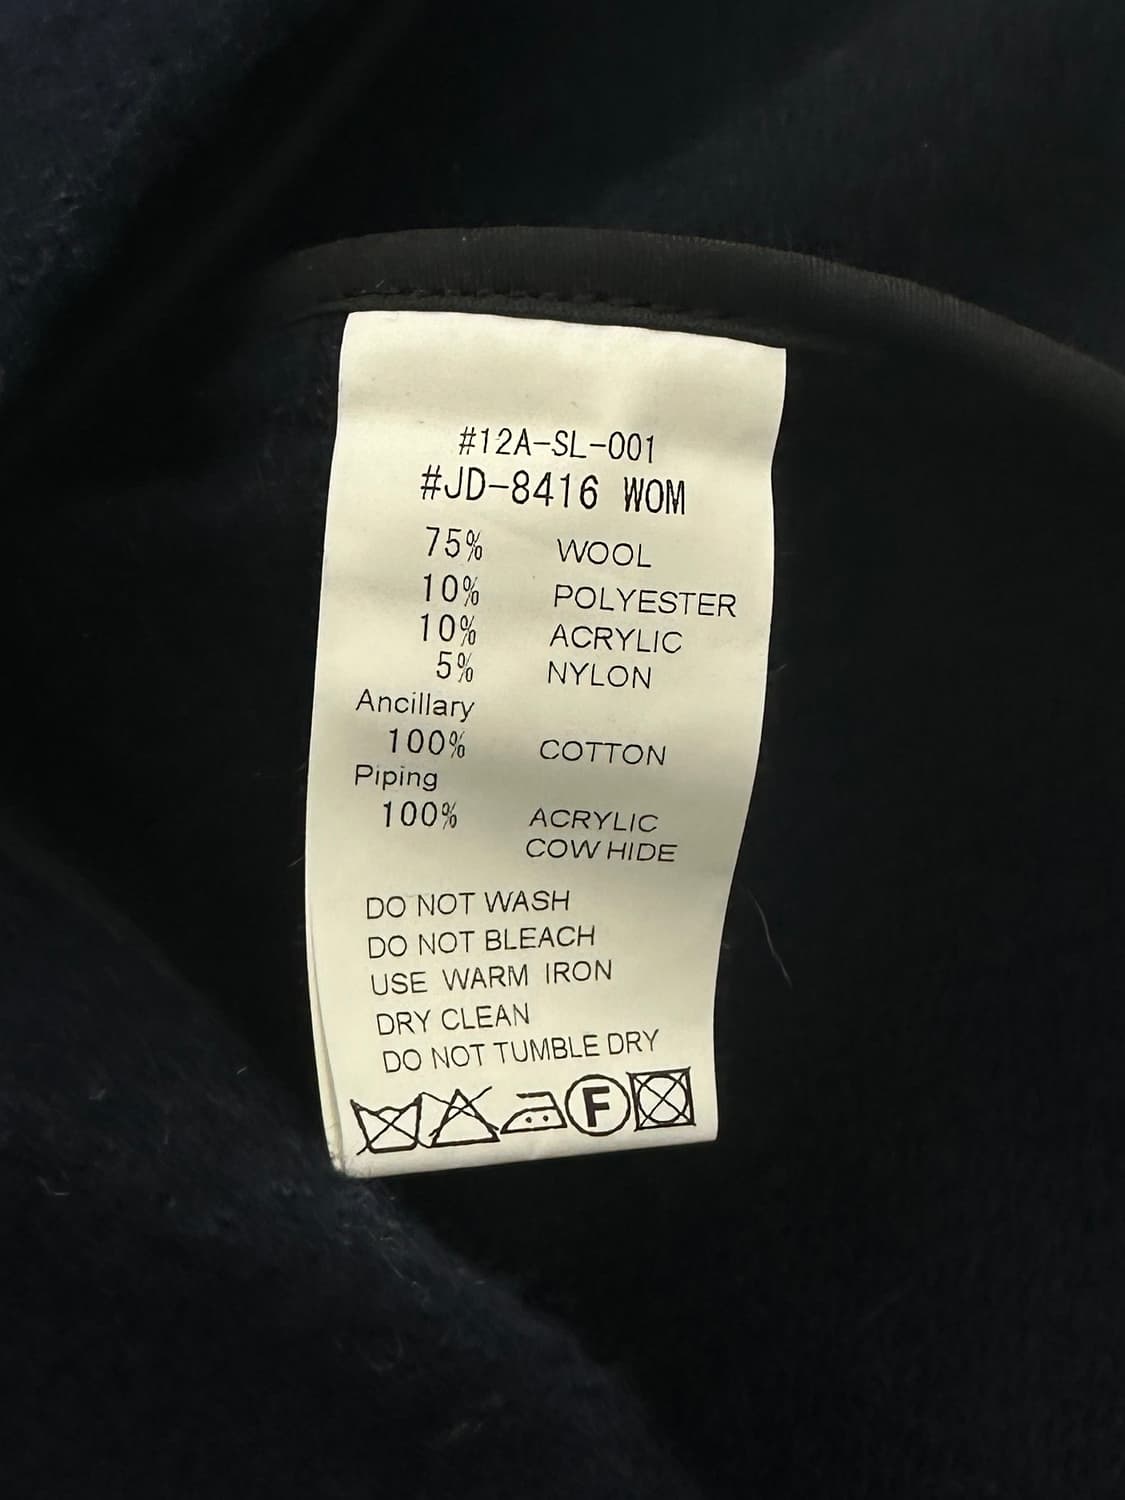 #12A-SL-001
#JD-8416 WOM
75% WOOL
10% POLYESTER
10% ACRYLIC
5% NYLON
Ancillary
100% COTTON
Piping
100% ACRYLIC
COW HIDE
DO NOT WASH
DO NOT BLEACH
USE WARM IRON
DRY CLEAN
DO NOT TUMBLE DRY
F